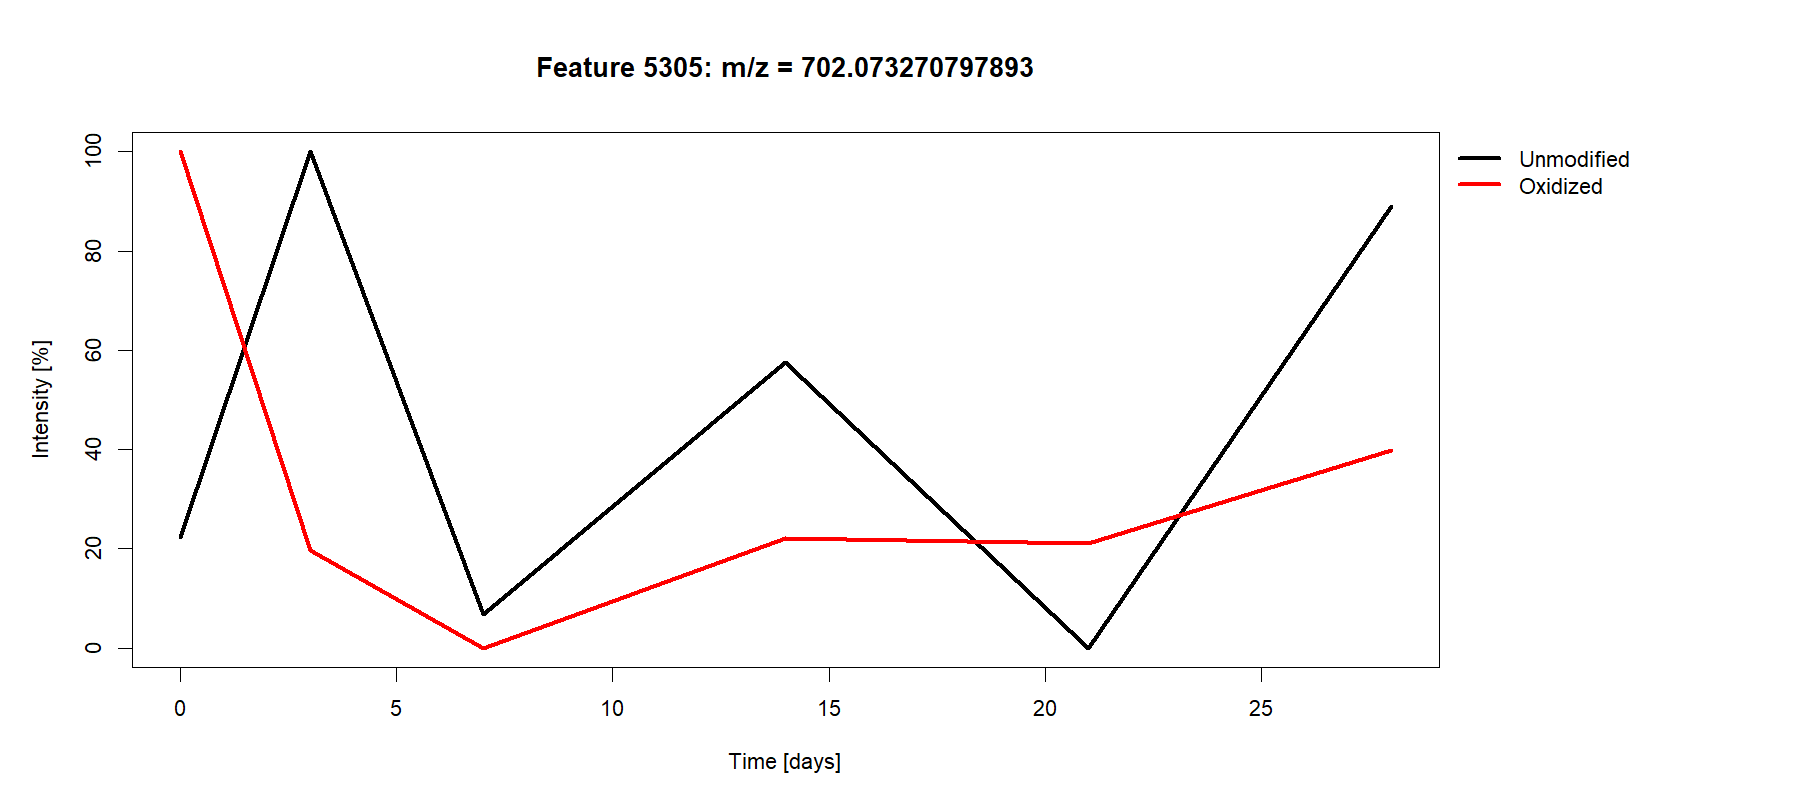 Feature 5305: m/z = 702.073270797893
Unmodified
Oxidized
Intensity [%]
100
80
60
40
20
0
0 5 10 15 20 25
Time [days]